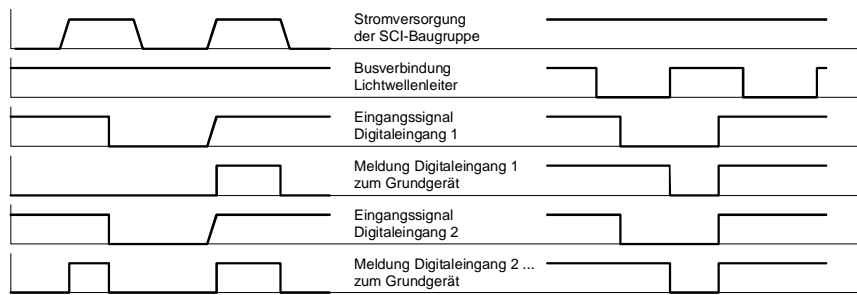 Stromversorgung
der SCI-Baugruppe
Busverbindung
Lichtwellenleiter
Eingangssignal
Digitaleingang 1
Meldung Digitaleingang 1
zum Grundgerät
Eingangssignal
Digitaleingang 2
Meldung Digitaleingang 2 ...
zum Grundgerät